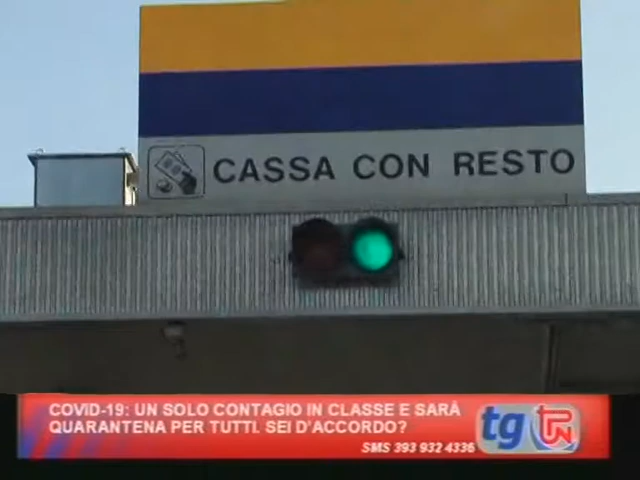 CASSA CON RESTO
COVID-19: UN SOLO CONTAGIO IN CLASSE E SARÀ
QUARANTENA PER TUTTI. SEI D'ACCORDO?
SMS 393 932 4336
tg TRN